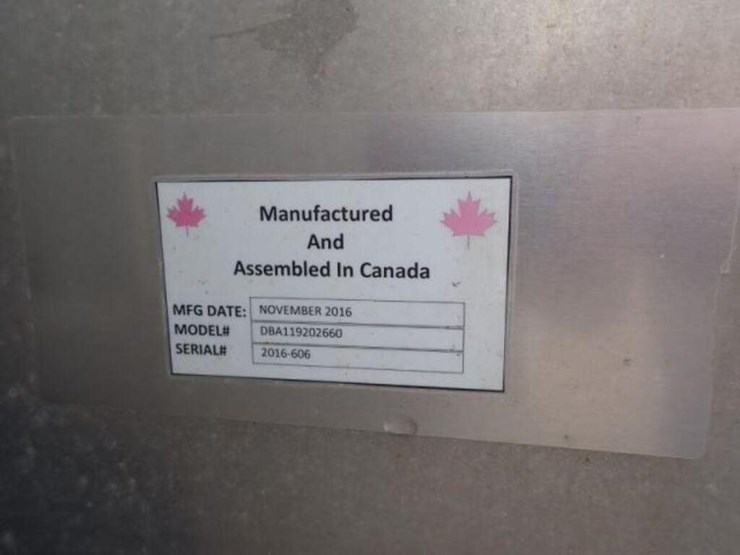 Manufactured
And
Assembled In Canada
MFG DATE: NOVEMBER 2016
MODEL# DBA119202660
SERIAL# 2016-606